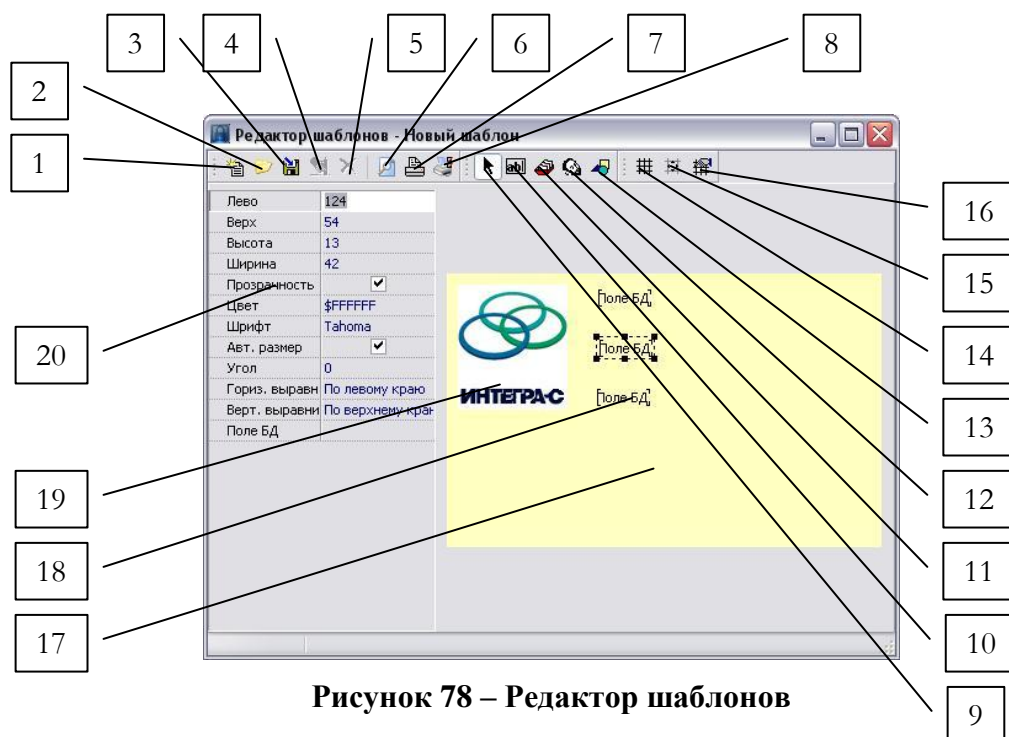 3 4 5 6 7 8
2
1
Редактор шаблонов - Новый шаблон
ab
Лево 124
Верх 54
Высота 13
Ширина 42
Прозрачность
Цвет $FFFFFF
Шрифт Tahoma
Авт. размер
Угол 0
Гориз. выравн По левому краю
Верт. выравни По верхнему кра
Поле БД
Поле БД
Поле БД
Поле БД
ИНТЕГРА-С
16
15
14
13
12
11
10
9
20
19
18
17
Рисунок 78 – Редактор шаблонов